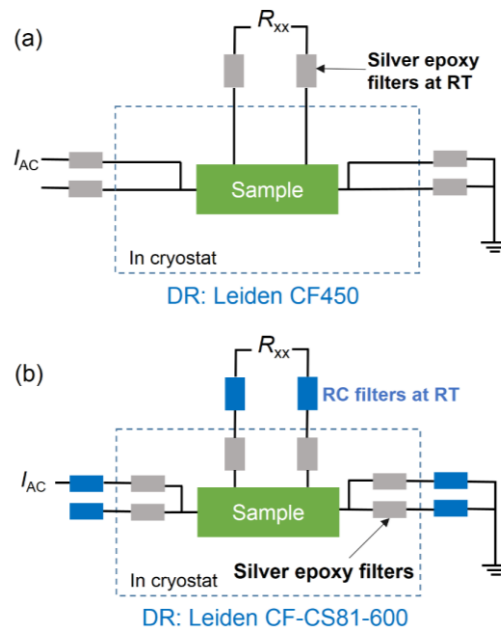 (a)
Rxx
Silver epoxy
filters at RT
IAC
Sample
In cryostat
DR: Leiden CF450
(b)
Rxx
RC filters at RT
IAC
Sample
In cryostat
Silver epoxy filters
DR: Leiden CF-CS81-600